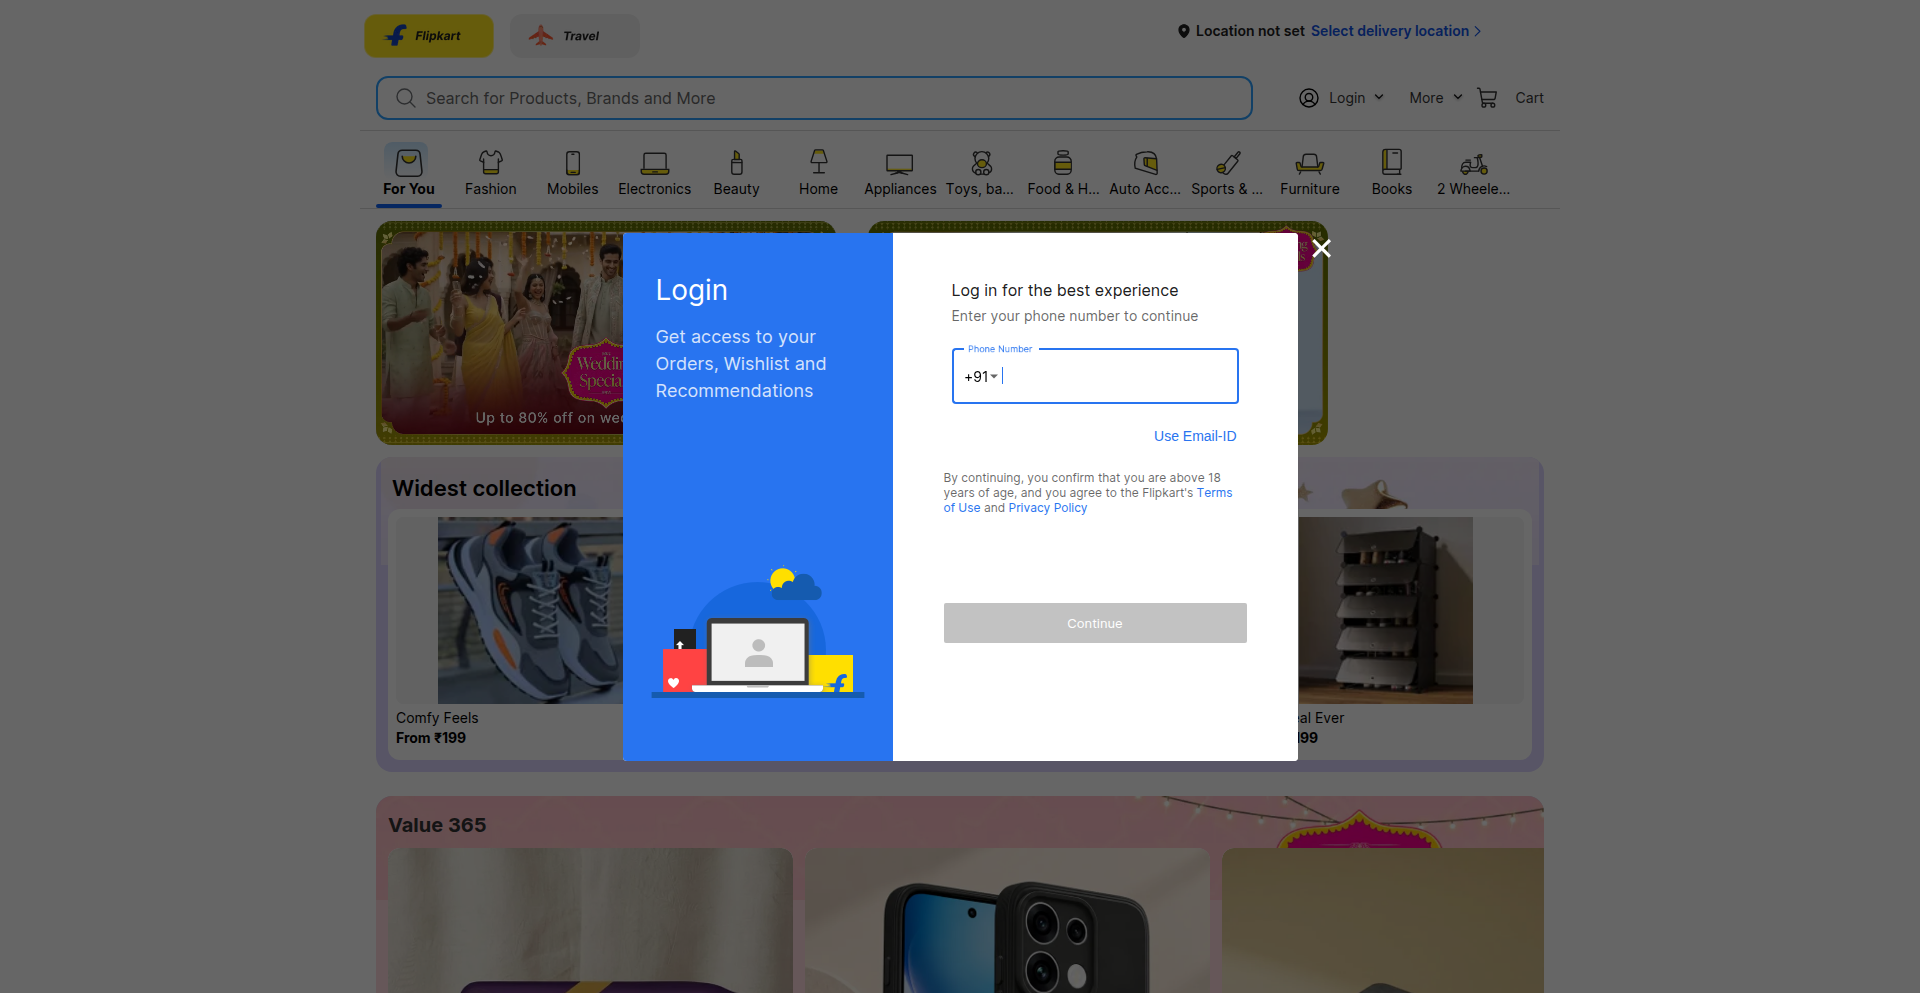 Flipkart
Travel
Location not set Select delivery location
Search for Products, Brands and More
Login
More
Cart
For You
Fashion
Mobiles
Electronics
Beauty
Home
Appliances
Toys, ba...
Food & H...
Auto Acc...
Sports & ...
Furniture
Books
2 Wheele...
Up to 80% off on
Login
Get access to your
Orders, Wishlist and
Recommendations
Log in for the best experience
Enter your phone number to continue
Phone Number
+91
Use Email-ID
By continuing, you confirm that you are above 18
years of age, and you agree to the Flipkart's Terms
of Use and Privacy Policy
Continue
Widest collection
Comfy Feels
From ₹199
Ever
Value 365